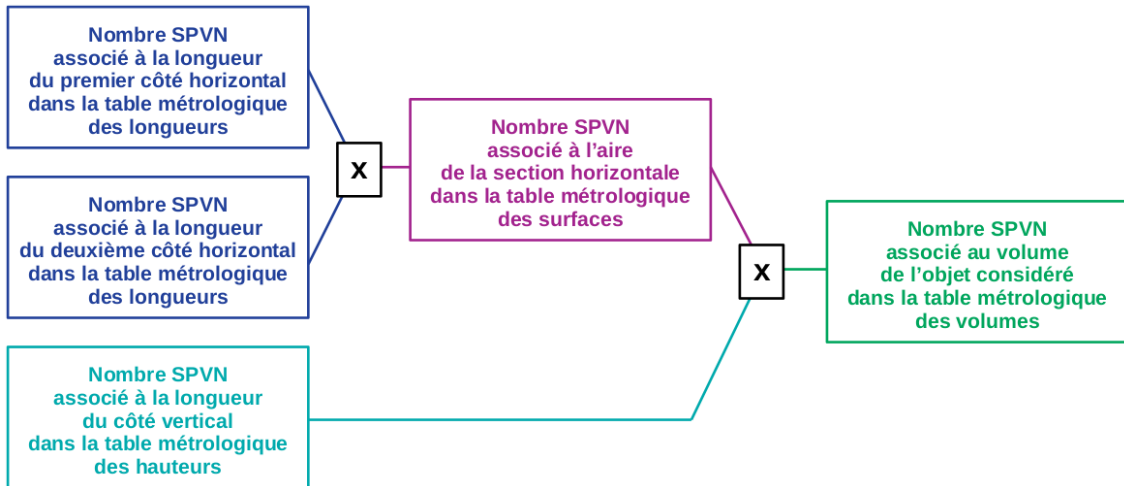 Nombre SPVN
associé à la longueur
du premier côté horizontal
dans la table métrologique
des longueurs
Nombre SPVN
associé à la longueur
du deuxième côté horizontal
dans la table métrologique
des longueurs
x
Nombre SPVN
associé à l’aire
de la section horizontale
dans la table métrologique
des surfaces
Nombre SPVN
associé à la longueur
du côté vertical
dans la table métrologique
des hauteurs
x
Nombre SPVN
associé au volume
de l’objet considéré
dans la table métrologique
des volumes